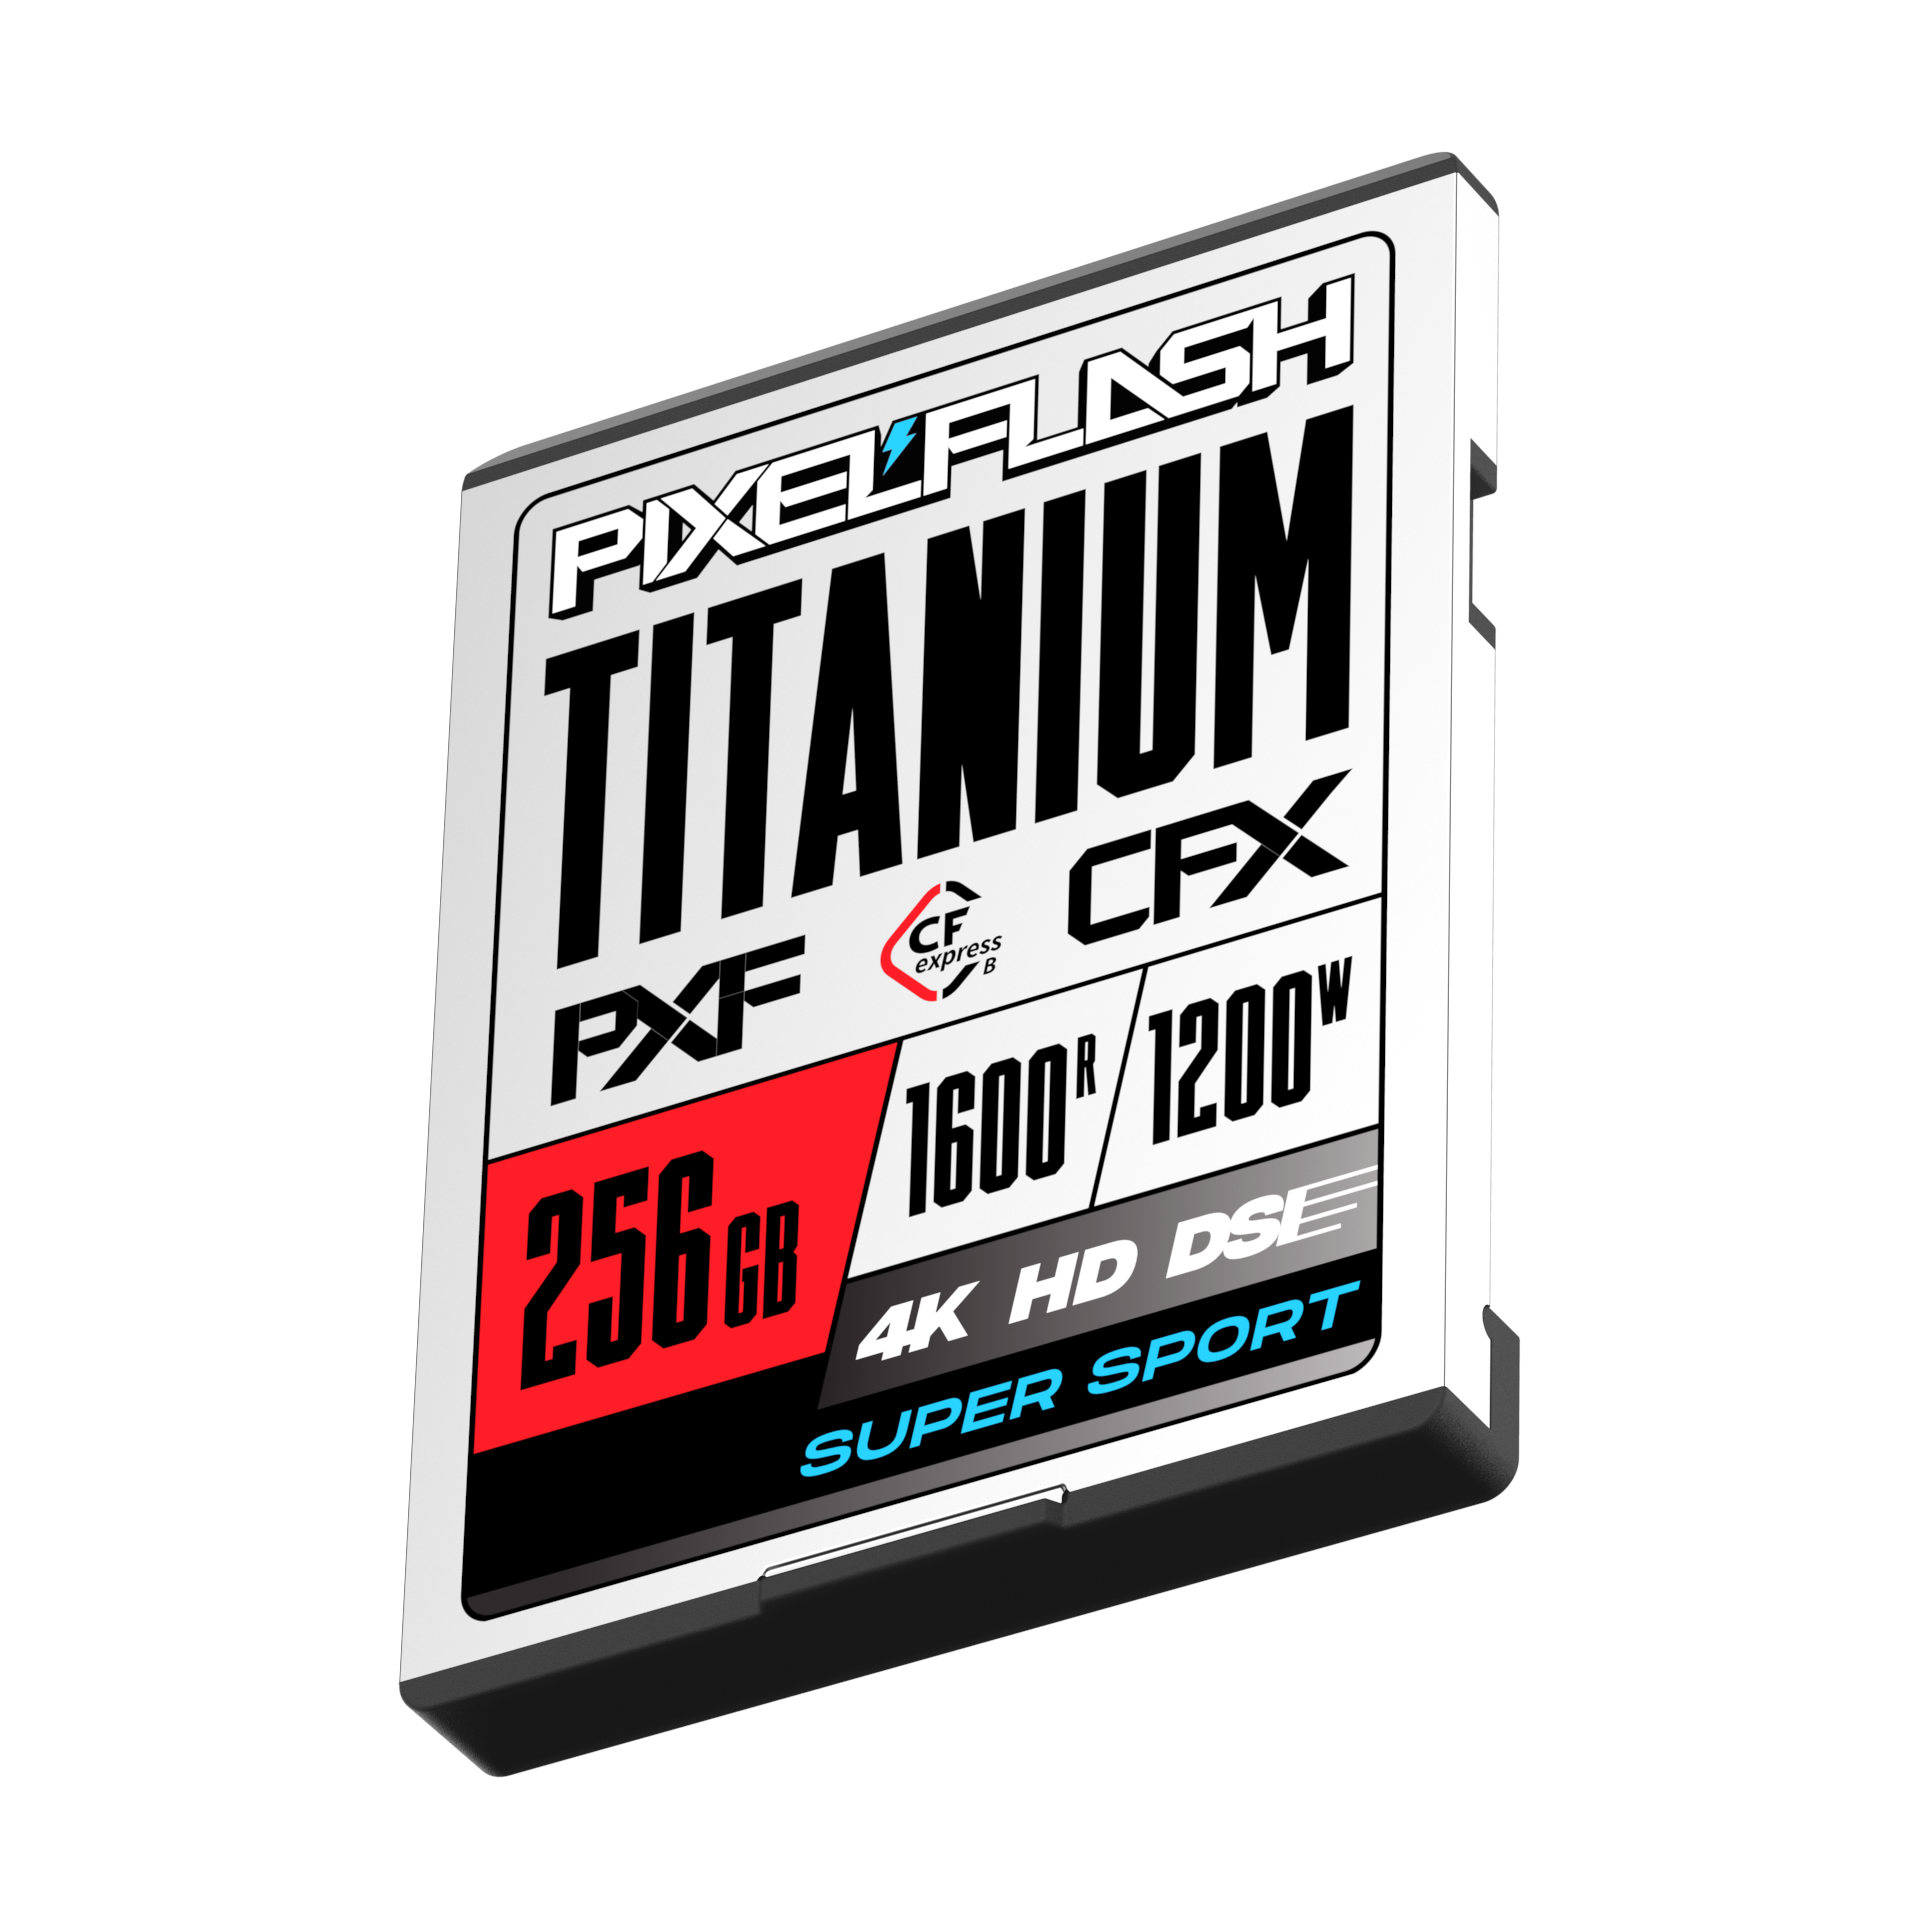 PIXELFLASH
TITANIUM
PXF CF express B CFX
256GB 1600R 1200W
4K HD DSE
SUPER SPORT